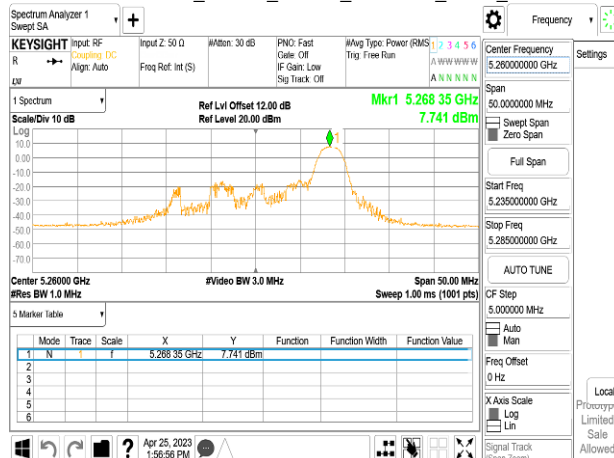 Spectrum Analyzer 1
Swept SA
+
Frequency
KEYSIGHT
Input: RF
Coupling: DC
Align: Auto
Input Z: 50 Ω
Freq Ref: Int (S)
#Atten: 30 dB
PNO: Fast
Gate: Off
IF Gain: Low
Sig Track: Off
#Avg Type: Power (RMS
Trig: Free Run
1 2 3 4 5 6
A W W W W W
A N N N N N
R
LXI
1 Spectrum
Scale/Div 10 dB
Ref Lvl Offset 12.00 dB
Ref Level 20.00 dBm
Mkr1 5.268 35 GHz
7.741 dBm
Log
1
10.0
0.00
-10.0
-20.0
-30.0
-40.0
-50.0
-60.0
-70.0
Center 5.26000 GHz
#Res BW 1.0 MHz
#Video BW 3.0 MHz
Span 50.00 MHz
Sweep 1.00 ms (1001 pts)
5 Marker Table
Mode Trace Scale X Y Function Function Width Function Value
1 N 1 f 5.268 35 GHz 7.741 dBm
2
3
4
5
6
?
Apr 25, 2023
1:56:56 PM
Center Frequency
5.260000000 GHz
Span
50.0000000 MHz
Swept Span
Zero Span
Full Span
Start Freq
5.235000000 GHz
Stop Freq
5.285000000 GHz
AUTO TUNE
CF Step
5.000000 MHz
Auto
Man
Freq Offset
0 Hz
X Axis Scale
Log
Lin
Signal Track
(Span Zoom)
Settings
Local
Prototyp
Limited
Sale
Allowed